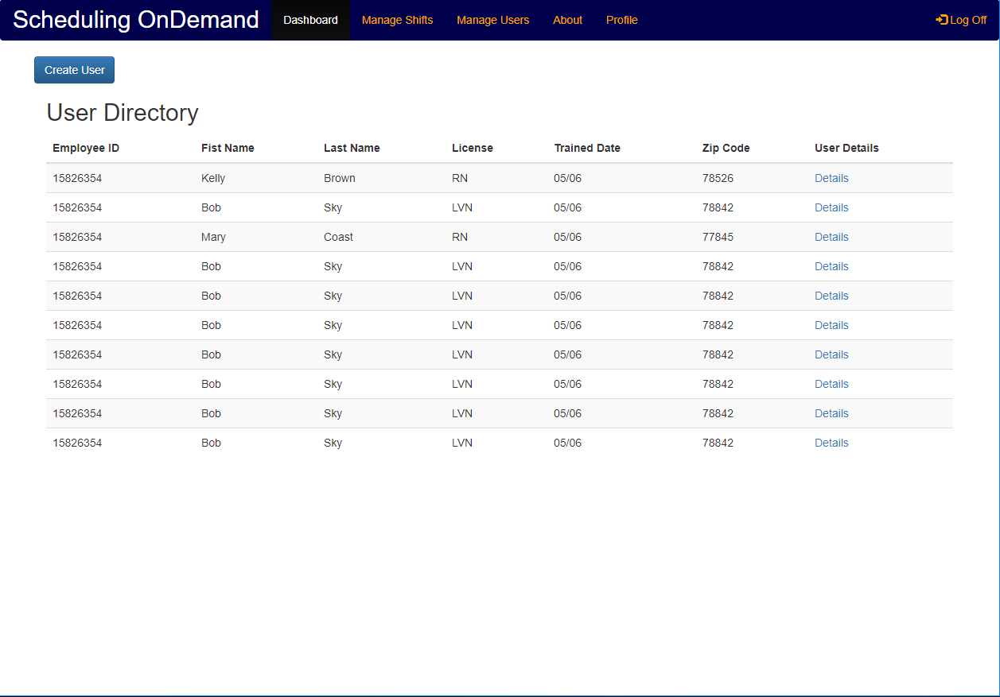 Scheduling OnDemand Dashboard Manage Shifts Manage Users About Profile Log Off
Create User
User Directory
Employee ID Fist Name Last Name License Trained Date Zip Code User Details
15826354 Kelly Brown RN 05/06 78526 Details
15826354 Bob Sky LVN 05/06 78842 Details
15826354 Mary Coast RN 05/06 77845 Details
15826354 Bob Sky LVN 05/06 78842 Details
15826354 Bob Sky LVN 05/06 78842 Details
15826354 Bob Sky LVN 05/06 78842 Details
15826354 Bob Sky LVN 05/06 78842 Details
15826354 Bob Sky LVN 05/06 78842 Details
15826354 Bob Sky LVN 05/06 78842 Details
15826354 Bob Sky LVN 05/06 78842 Details